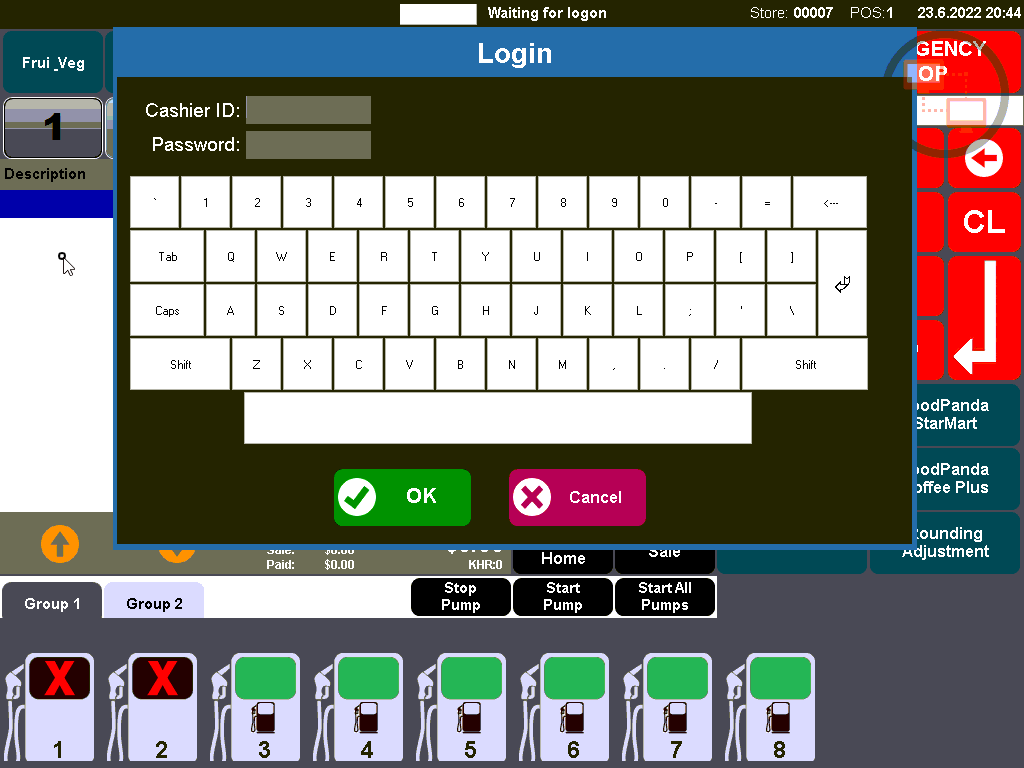 Waiting for logon
Store: 00007 POS:1 23.6.2022 20:44
Login
Frui_Veg
GENCY
OP
1
Cashier ID:
Password:
Description
` 1 2 3 4 5 6 7 8 9 0 - = <---
Tab Q W E R T Y U I O P [ ]
Caps A S D F G H J K L ; ' \
Shift Z X C V B N M , . / Shift
CL
oodPanda
StarMart
OK
Cancel
oodPanda
offee Plus
ounding
Adjustment
Sale: $0.00
Paid: $0.00
KHR:0
Home
Sale
Group 1
Group 2
Stop
Pump
Start
Pump
Start All
Pumps
X X
1 2 3 4 5 6 7 8